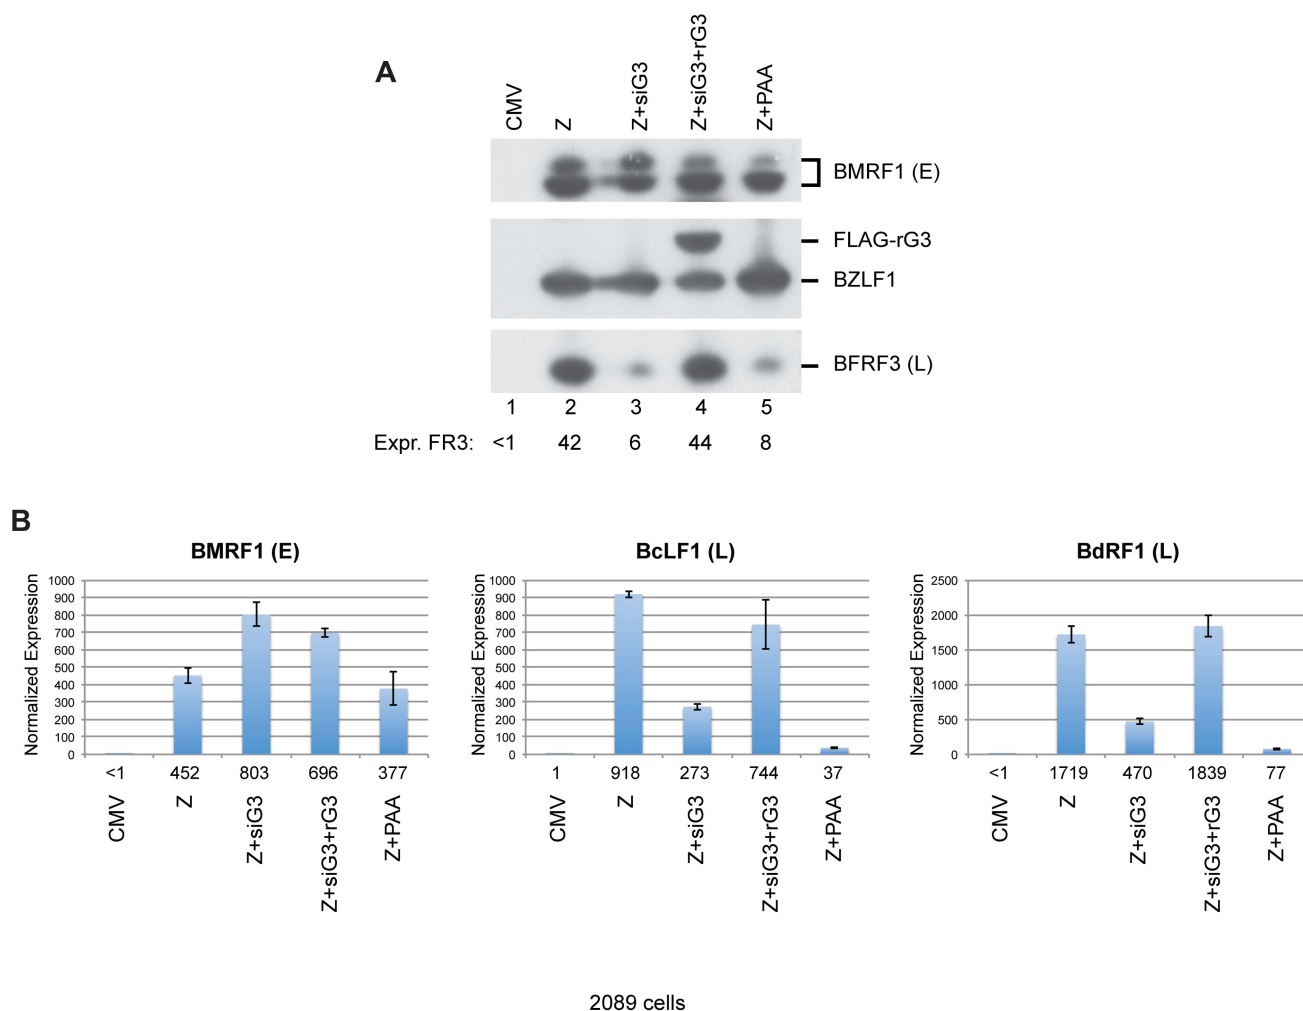 A
CMV
Z
Z+siG3
Z+siG3+rG3
Z+PAA
BMRF1 (E)
FLAG-rG3
BZLF1
BFRF3 (L)
1 2 3 4 5
Expr. FR3: <1 42 6 44 8
B
BMRF1 (E)
Normalized Expression
1000
900
800
700
600
500
400
300
200
100
0
<1 452 803 696 377
CMV
Z
Z+siG3
Z+siG3+rG3
Z+PAA
BcLF1 (L)
Normalized Expression
1000
900
800
700
600
500
400
300
200
100
0
1 918 273 744 37
CMV
Z
Z+siG3
Z+siG3+rG3
Z+PAA
BdRF1 (L)
Normalized Expression
2500
2000
1500
1000
500
0
<1 1719 470 1839 77
CMV
Z
Z+siG3
Z+siG3+rG3
Z+PAA
2089 cells